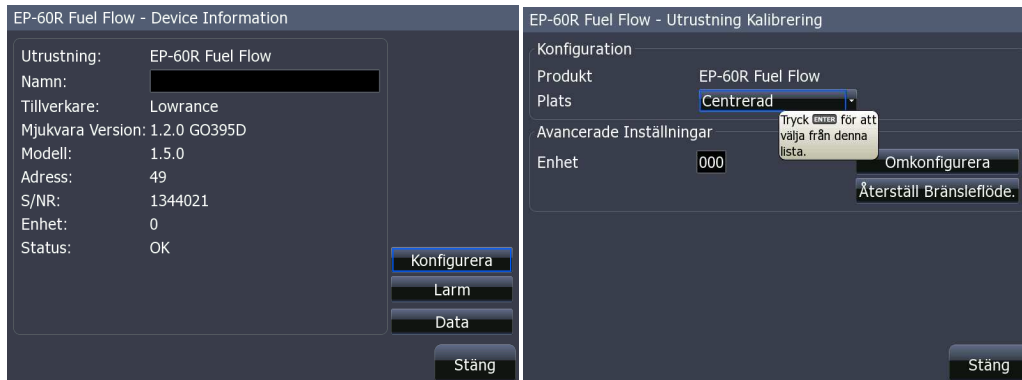 EP-60R Fuel Flow - Device Information
Utrustning: EP-60R Fuel Flow
Namn:
Tillverkare: Lowrance
Mjukvara Version: 1.2.0 GO395D
Modell: 1.5.0
Adress: 49
S/NR: 1344021
Enhet: 0
Status: OK
Konfigurera
Larm
Data
Stäng
EP-60R Fuel Flow - Utrustning Kalibrering
Konfiguration
Produkt EP-60R Fuel Flow
Plats Centrerad
Tryck ENTER för att
välja från denna
lista.
Avancerade Inställningar
Enhet 000 Omkonfigurera
Återställ Bränsleflöde.
Stäng